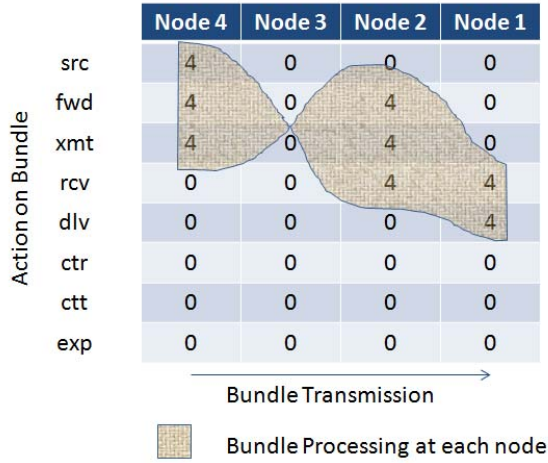 Node 4 Node 3 Node 2 Node 1
src 4 0 0 0
fwd 4 0 4 0
xmt 4 0 4 0
rcv 0 0 4 4
dlv 0 0 0 4
ctr 0 0 0 0
ctt 0 0 0 0
exp 0 0 0 0
Action on Bundle
Bundle Transmission
Bundle Processing at each node